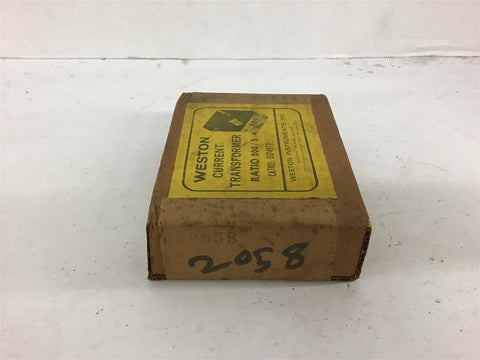 WESTON
CURRENT
TRANSFORMER
RATIO 200/5
WESTON INSTRUMENTS INC.
2058